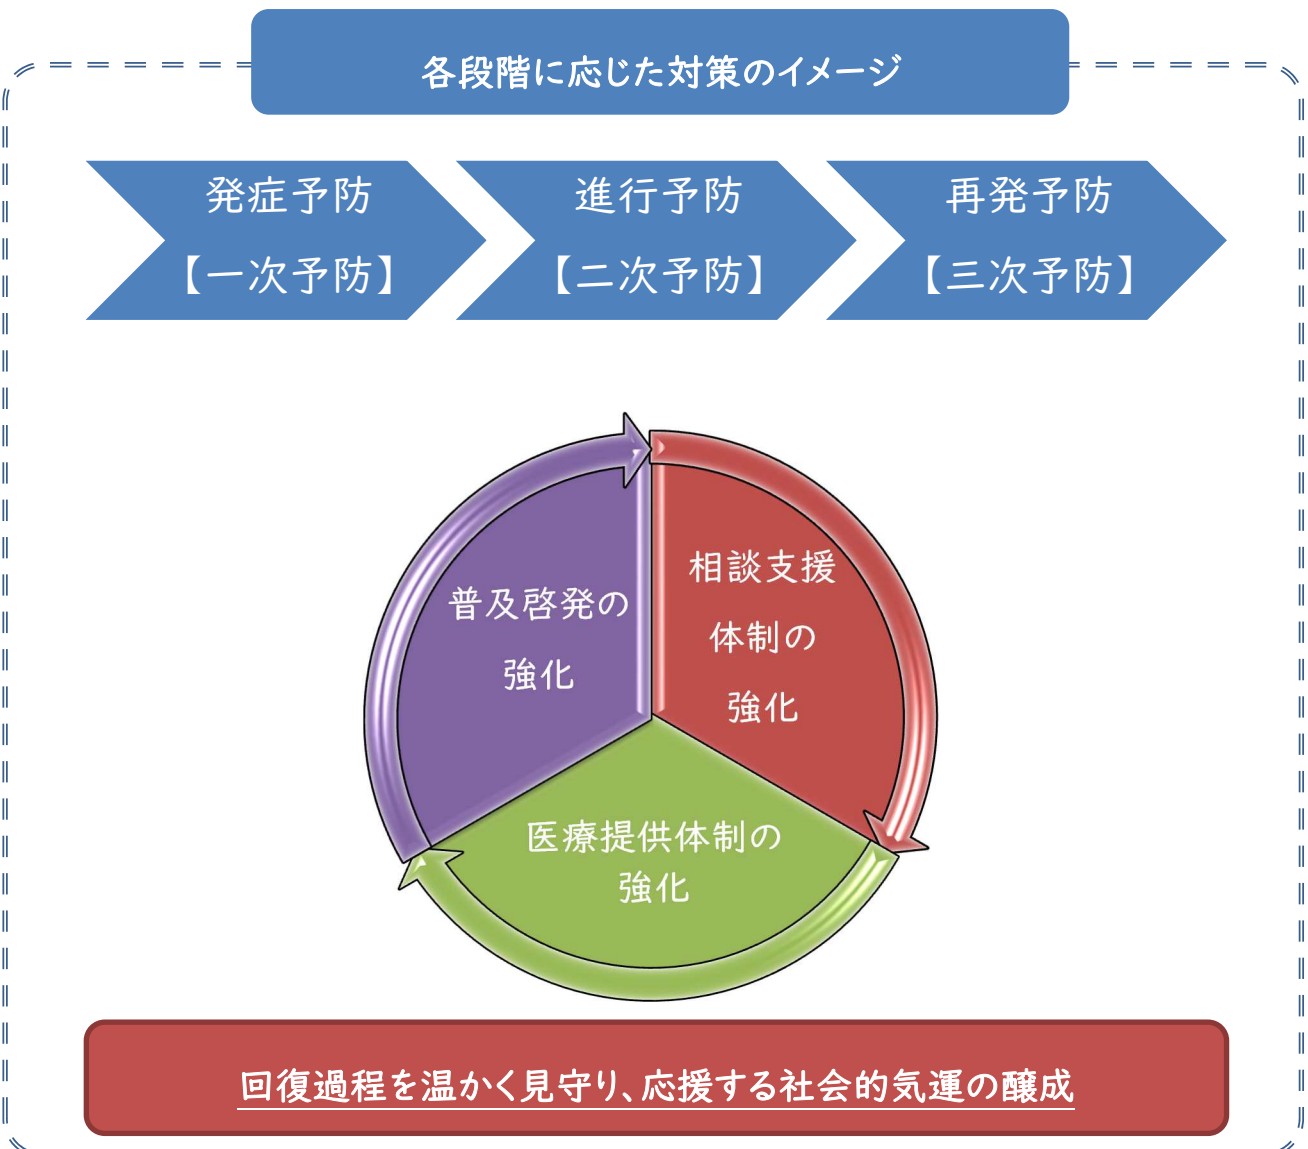 各段階に応じた対策のイメージ
発症予防
【一次予防】
進行予防
【二次予防】
再発予防
【三次予防】
相談支援
体制の
強化
普及啓発の
強化
医療提供体制の
強化
回復過程を温かく見守り、応援する社会的気運の醸成